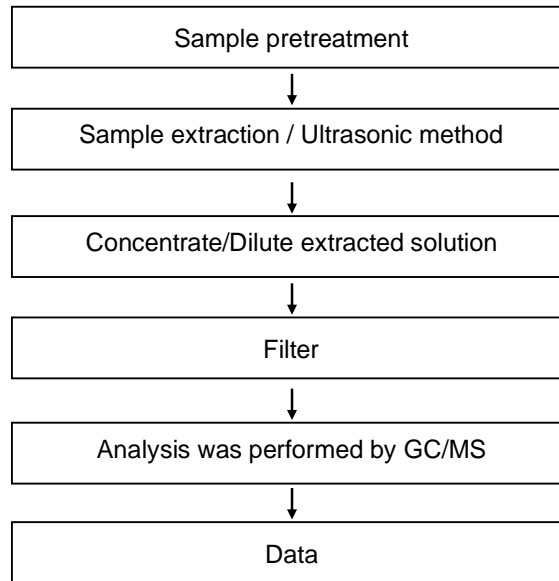 Sample pretreatment
Sample extraction / Ultrasonic method
Concentrate/Dilute extracted solution
Filter
Analysis was performed by GC/MS
Data